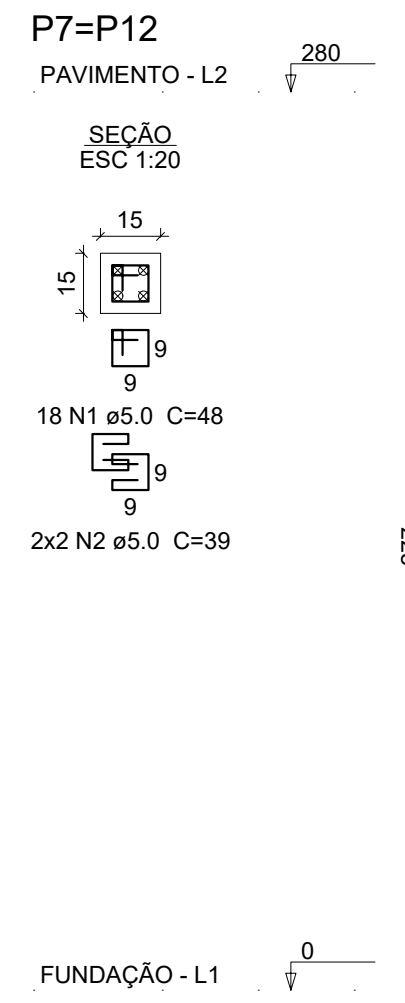 P7=P12
280
PAVIMENTO - L2
SEÇÃO
ESC 1:20
15
15
9
9
18 N1 ø5.0  C=48
9
9
2x2 N2 ø5.0  C=39
0
FUNDAÇÃO - L1